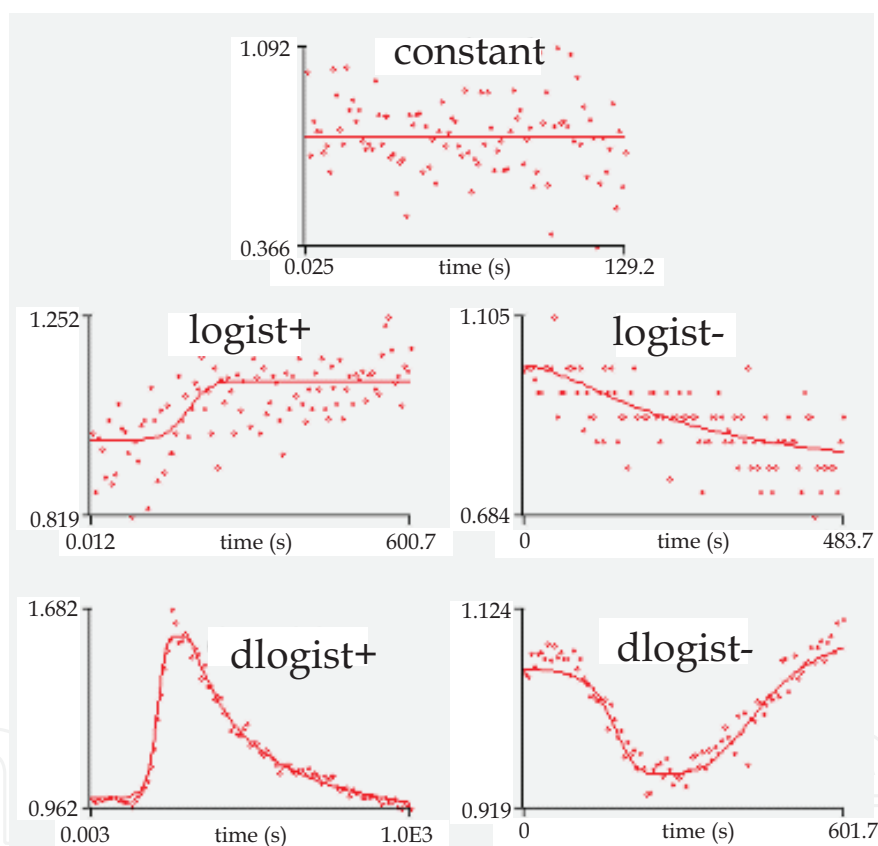 constant
1.092
0.366
0.025 time (s) 129.2
logist+
1.252
0.819
0.012 time (s) 600.7
logist-
1.105
0.684
0 time (s) 483.7
dlogist+
1.682
0.962
0.003 time (s) 1.0E3
dlogist-
1.124
0.919
0 time (s) 601.7